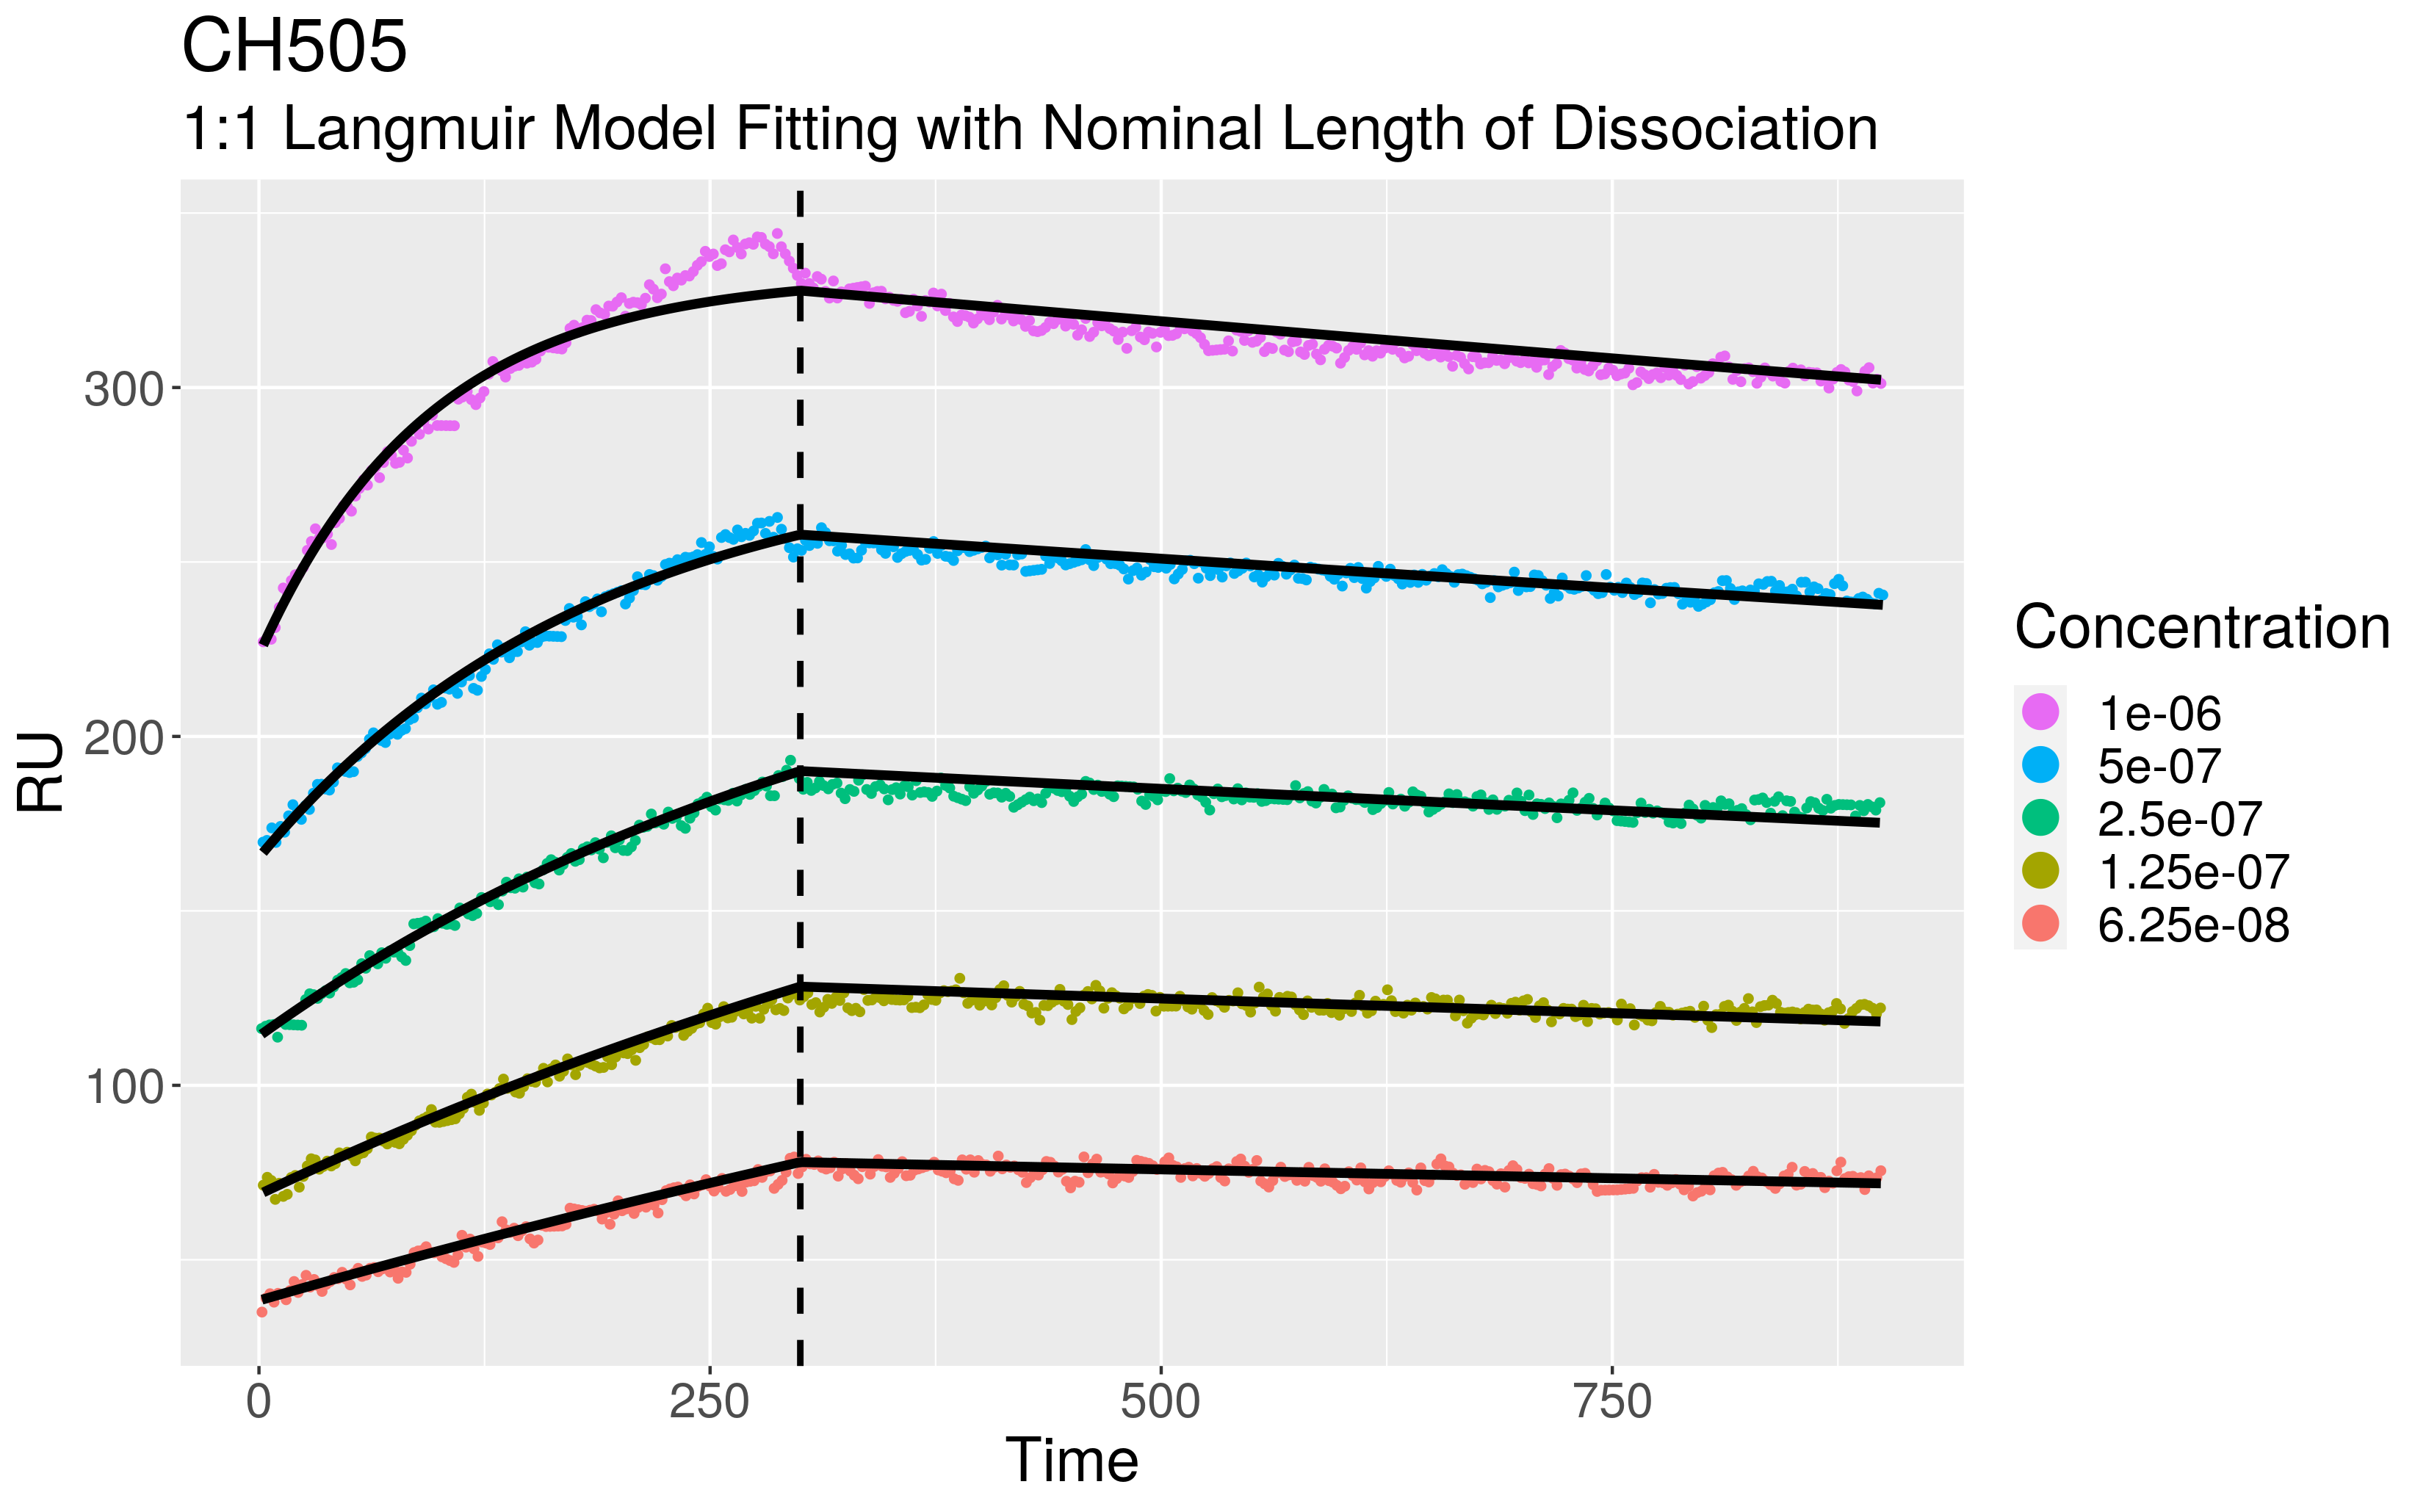 CH505
1:1 Langmuir Model Fitting with Nominal Length of Dissociation
RU
300
200
100
0
250
500
750
Time
Concentration
1e-06
5e-07
2.5e-07
1.25e-07
6.25e-08